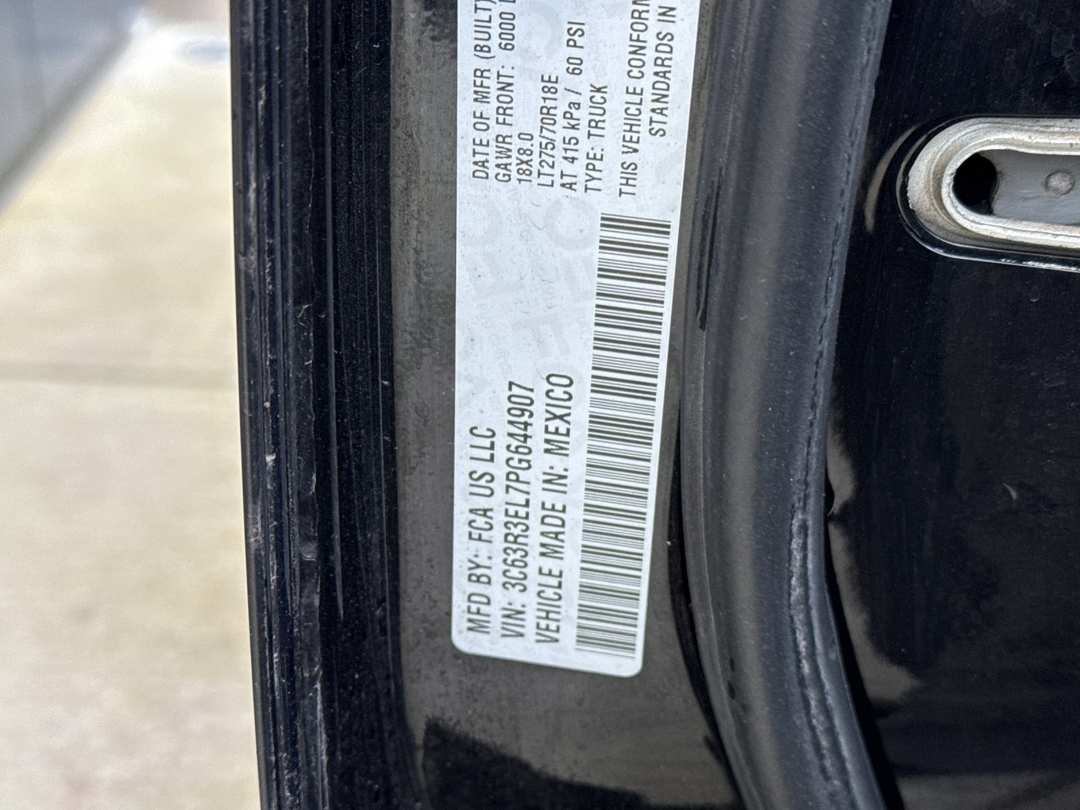 MFD BY: FCA US LLC
VIN: 3C63R3EL7PG644907
VEHICLE MADE IN: MEXICO
DATE OF MFR (BUILT)
GAWR FRONT: 6000
18X8.0
LT275/70R18E
AT 415 kPa / 60 PSI
TYPE: TRUCK
THIS VEHICLE CONFORM
STANDARDS IN